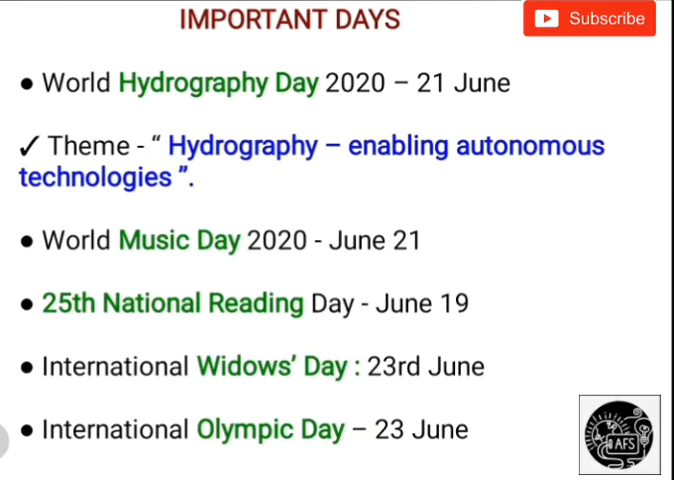 IMPORTANT DAYS
Subscribe
● World Hydrography Day 2020 – 21 June
✓ Theme - “ Hydrography – enabling autonomous
technologies ”.
● World Music Day 2020 - June 21
● 25th National Reading Day - June 19
● International Widows’ Day : 23rd June
● International Olympic Day – 23 June
AFS